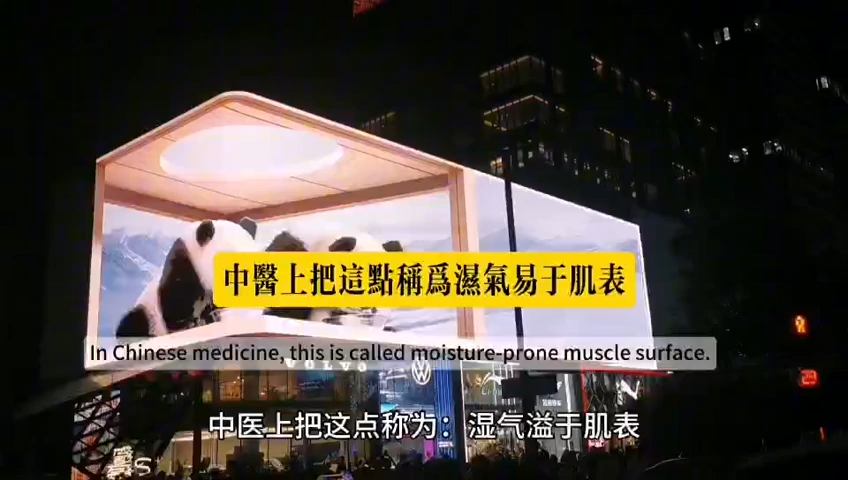 中醫上把這點稱爲濕氣易于肌表
In Chinese medicine, this is called moisture-prone muscle surface.
VOLVO
中医上把这点称为：湿气溢于肌表